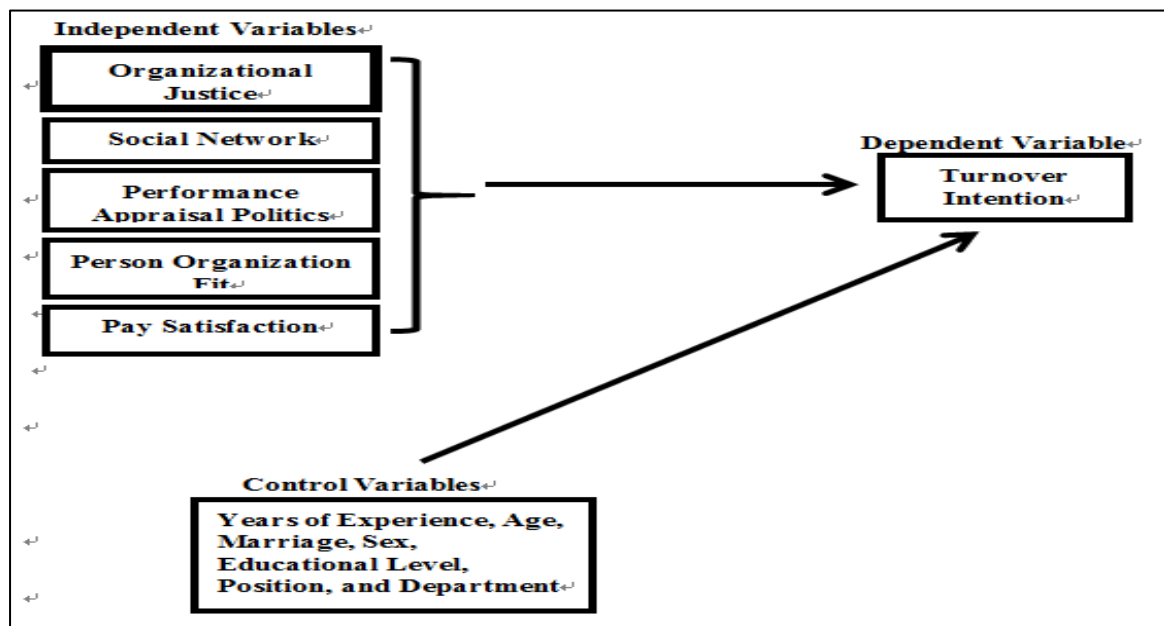 Independent Variables
Organizational
Justice
Social Network
Performance
Appraisal Politics
Person Organization
Fit
Pay Satisfaction
Dependent Variable
Turnover
Intention
Control Variables
Years of Experience, Age,
Marriage, Sex,
Educational Level,
Position, and Department